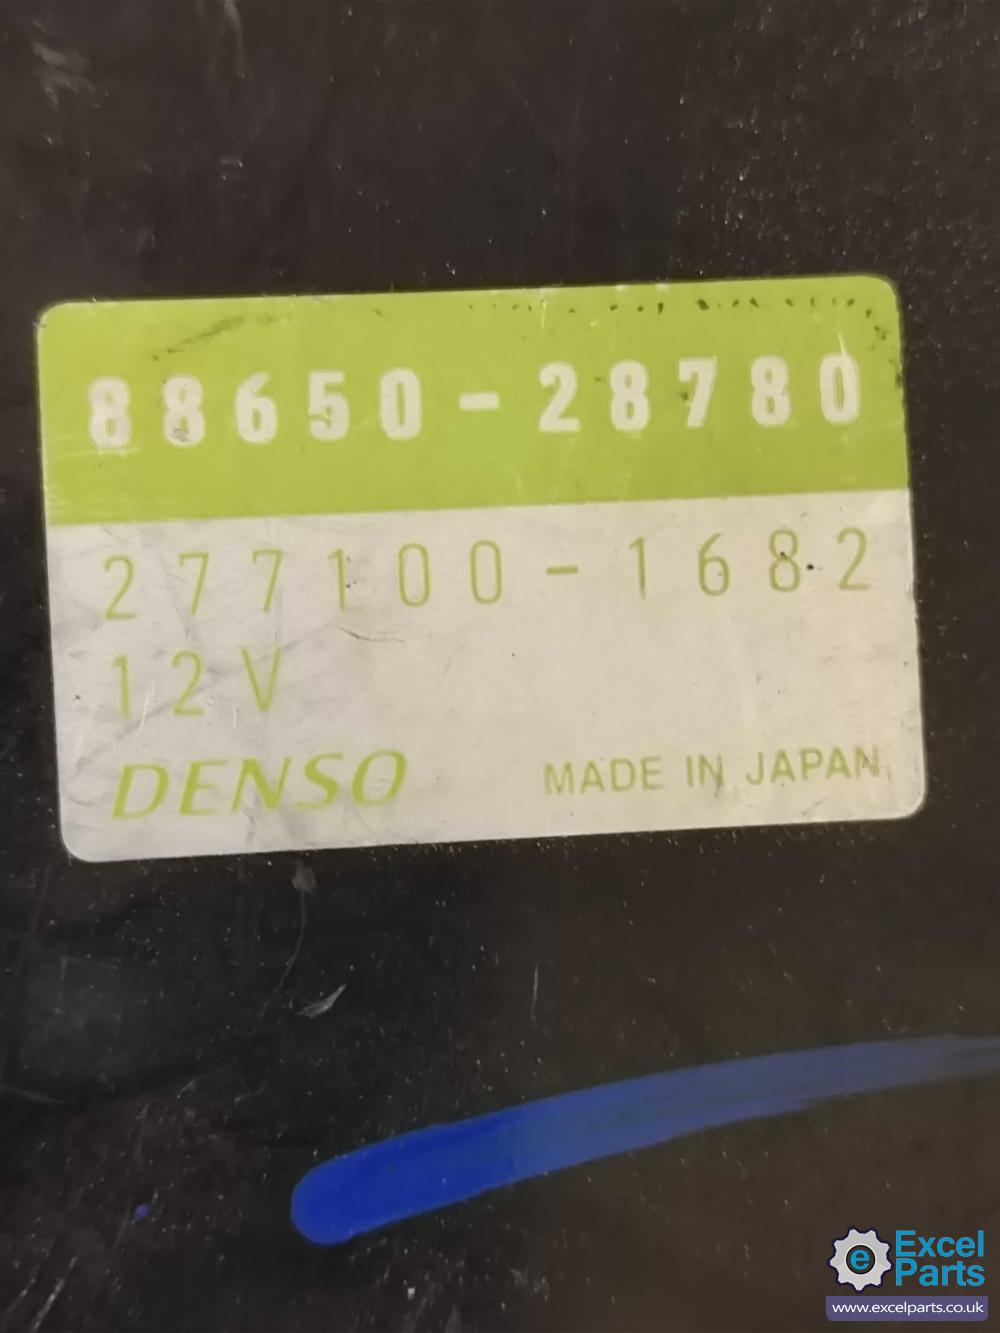 88650-28780
277100-1682
12V
DENSO MADE IN JAPAN
e Excel
Parts
www.excelparts.co.uk